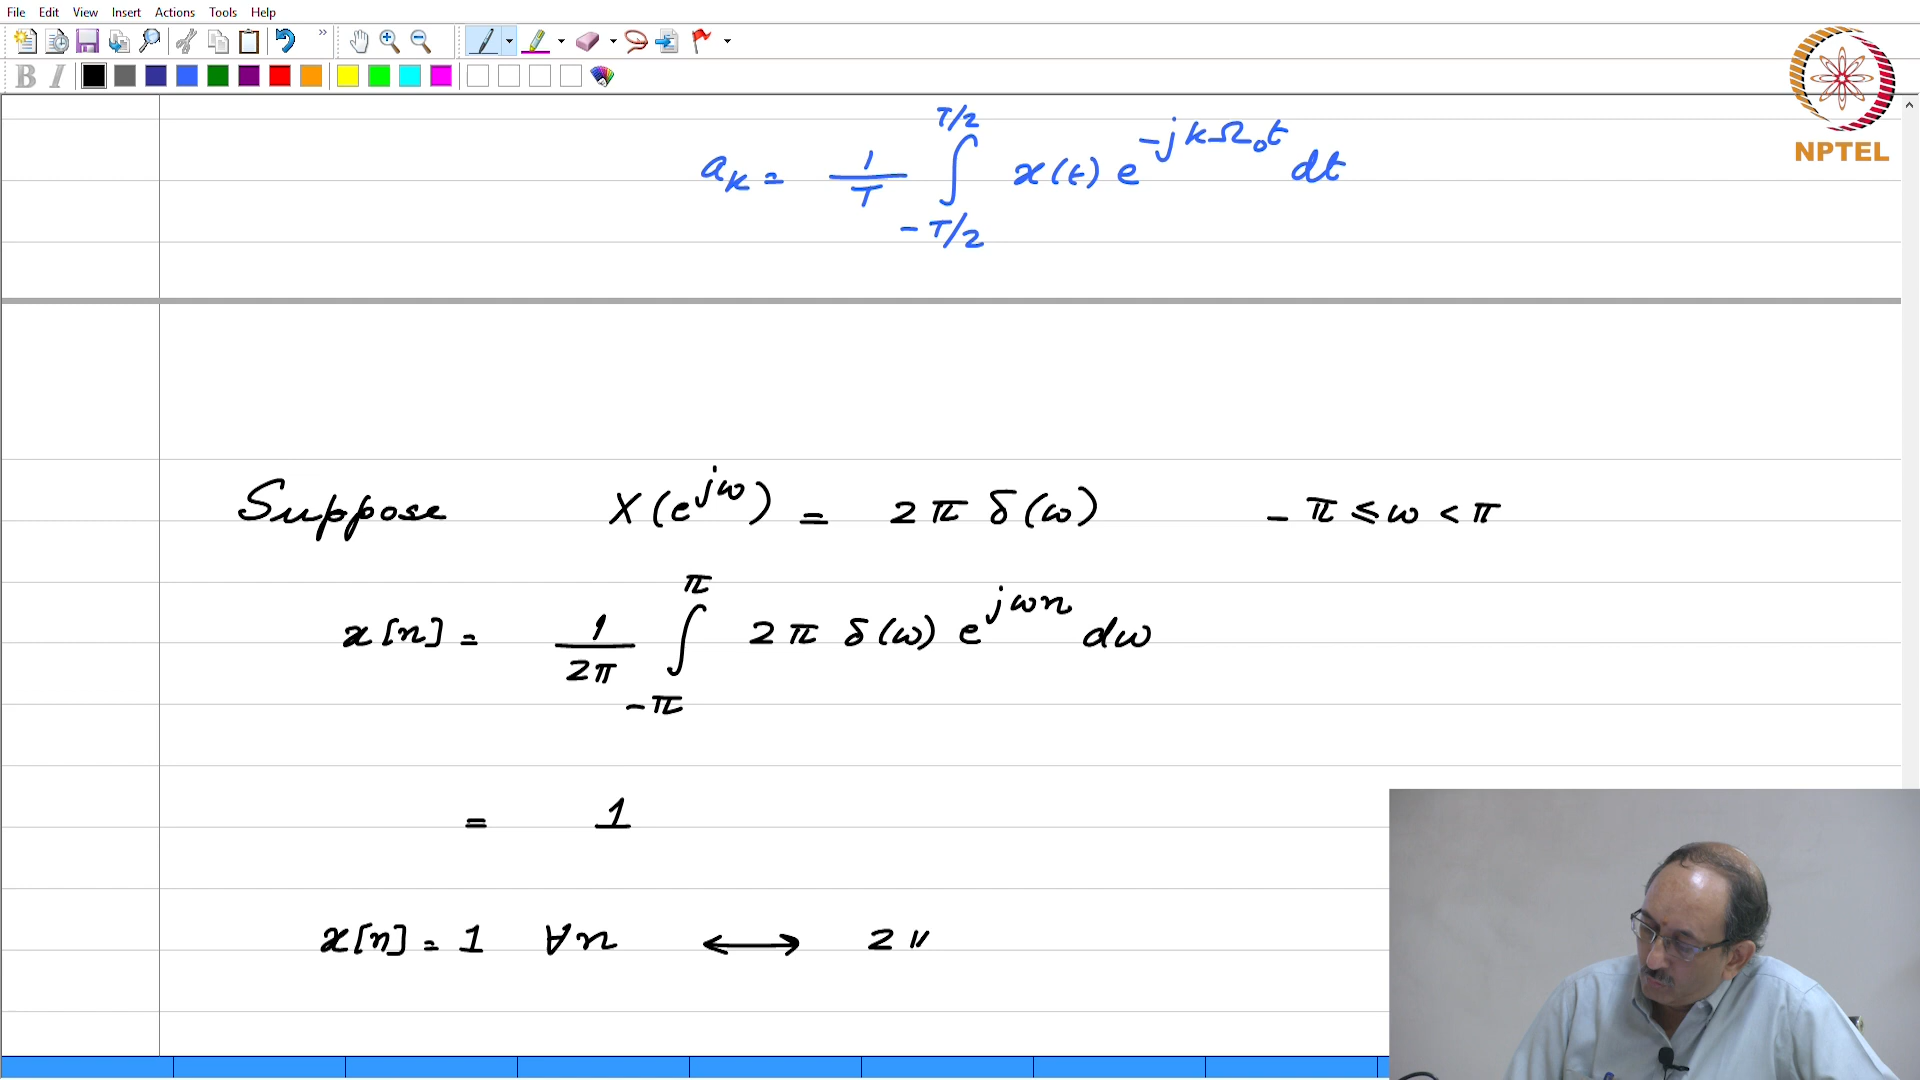 File Edit View Insert Actions Tools Help
B I
NPTEL
a_k = 1/T ∫_{-T/2}^{T/2} x(t) e^{-jkΩ₀t} dt
Suppose X(e^{jω}) = 2π δ(ω) -π ≤ ω < π
x[n] = 1/2π ∫_{-π}^{π} 2π δ(ω) e^{jωn} dω
= 1
x[n] = 1 ∀n ⟷ 2